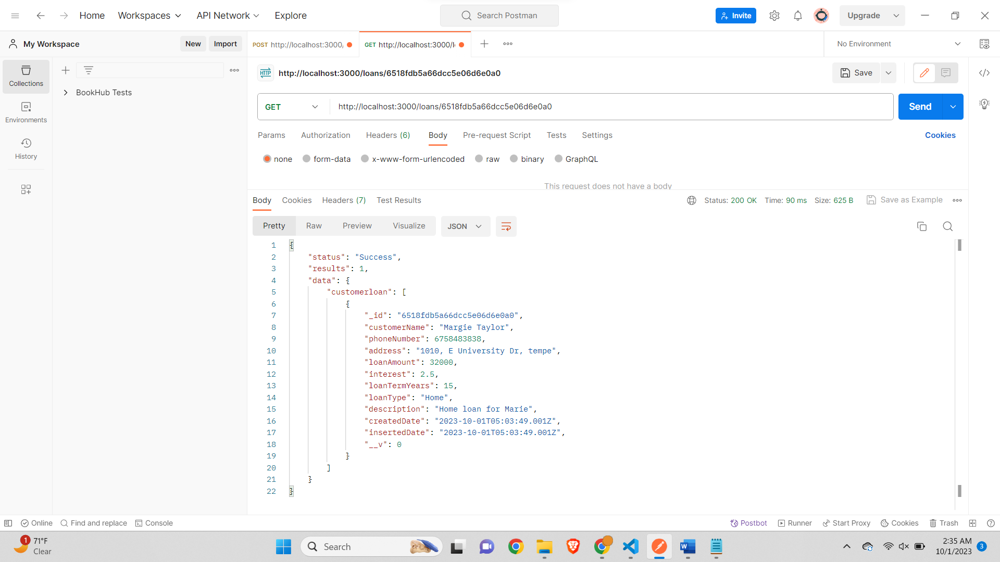 Home Workspaces API Network Explore Search Postman Invite Upgrade
My Workspace New Import POST http://localhost:3000/ GET http://localhost:3000/l No Environment
Collections
Environments
History
BookHub Tests
HTTP http://localhost:3000/loans/6518fdb5a66dcc5e06d6e0a0 Save
GET http://localhost:3000/loans/6518fdb5a66dcc5e06d6e0a0 Send
Params Authorization Headers (6) Body Pre-request Script Tests Settings Cookies
none form-data x-www-form-urlencoded raw binary GraphQL
This request does not have a body
Body Cookies Headers (7) Test Results Status: 200 OK Time: 90 ms Size: 625 B Save as Example
Pretty Raw Preview Visualize JSON
1 {
2 "status": "Success",
3 "results": 1,
4 "data": {
5 "customerloan": [
6 {
7 "_id": "6518fdb5a66dcc5e06d6e0a0",
8 "customerName": "Margie Taylor",
9 "phoneNumber": 6758483838,
10 "address": "1010, E University Dr, tempe",
11 "loanAmount": 32000,
12 "interest": 2.5,
13 "loanTermYears": 15,
14 "loanType": "Home",
15 "description": "Home loan for Marie",
16 "createdDate": "2023-10-01T05:03:49.001Z",
17 "insertedDate": "2023-10-01T05:03:49.001Z",
18 "__v": 0
19 }
20 ]
21 }
22 }
Online Find and replace Console Postbot Runner Start Proxy Cookies Trash
1 71°F
Clear
Search
W
2:35 AM
10/1/2023
3